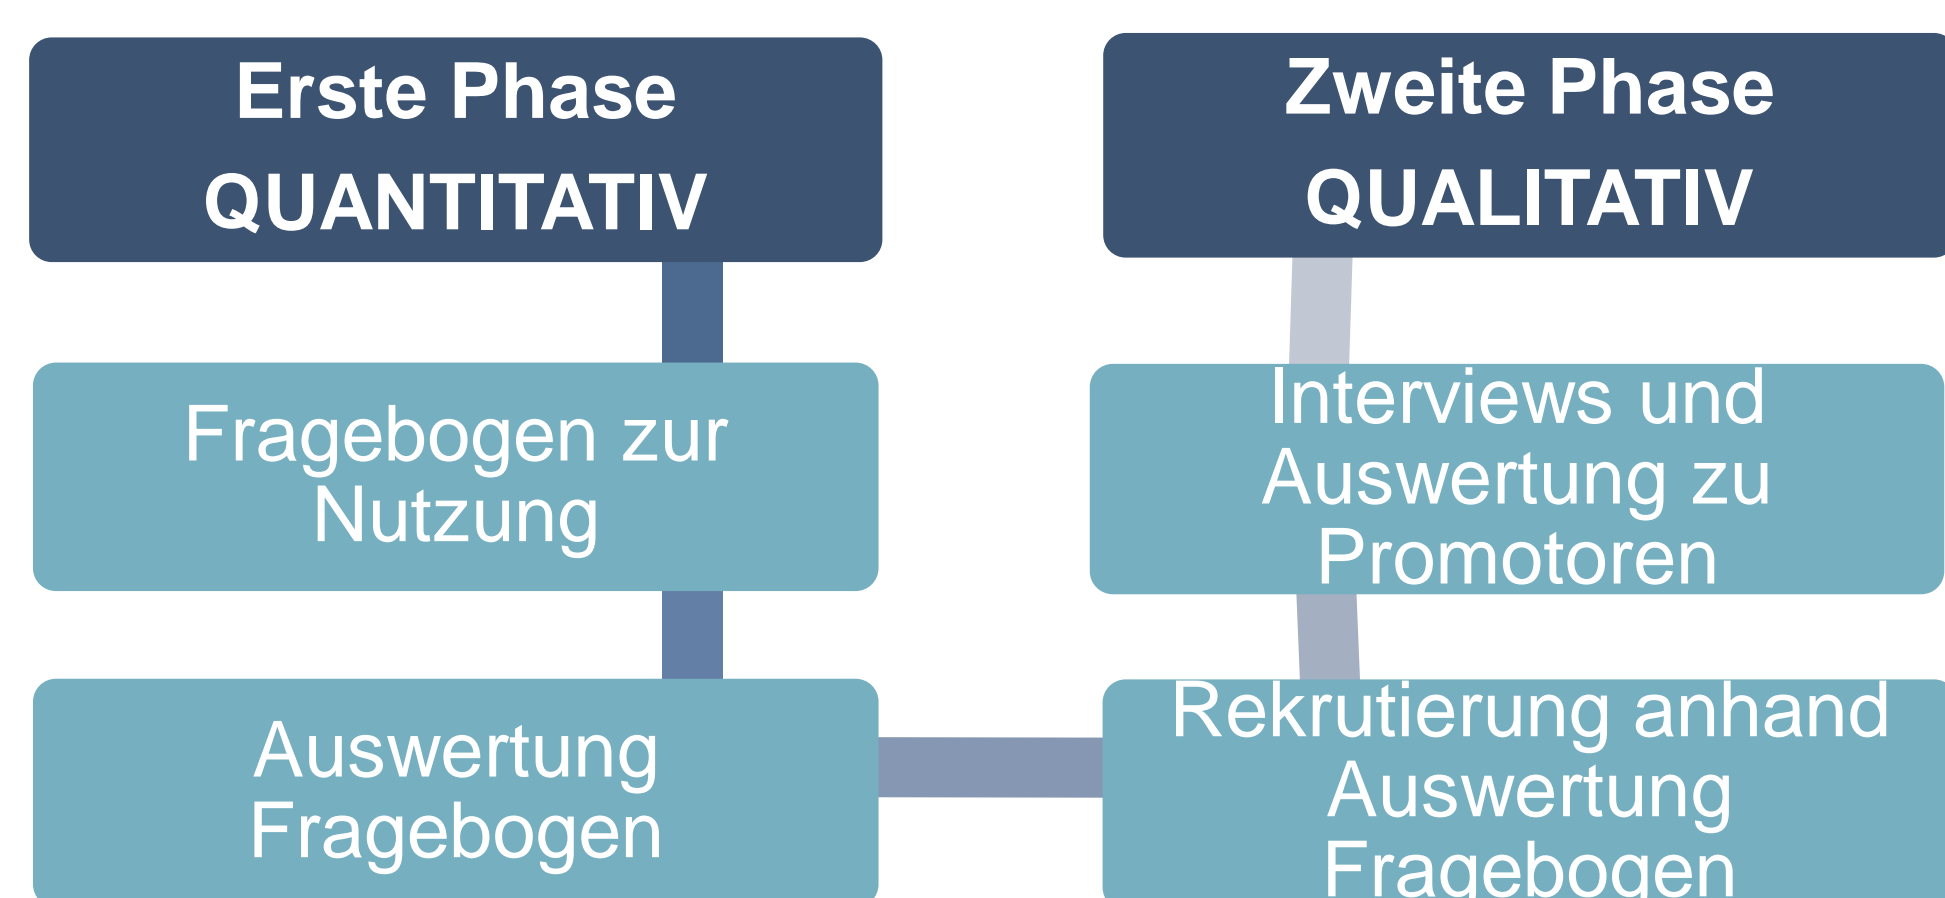 Erste Phase
QUANTITATIV
Fragebogen zur
Nutzung
Auswertung
Fragebogen
Zweite Phase
QUALITATIV
Interviews und
Auswertung zu
Promotoren
Rekrutierung anhand
Auswertung
Fragebogen